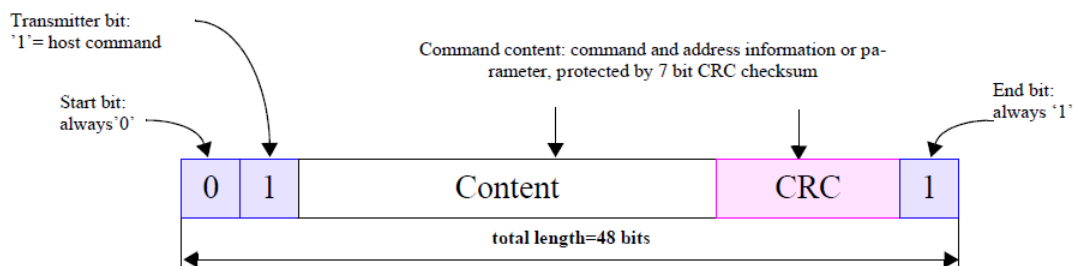 Transmitter bit:
'1'= host command
Command content: command and address information or pa-
rameter, protected by 7 bit CRC checksum
Start bit:
always'0'
End bit:
always ‘1’
0 1 Content CRC 1
total length=48 bits